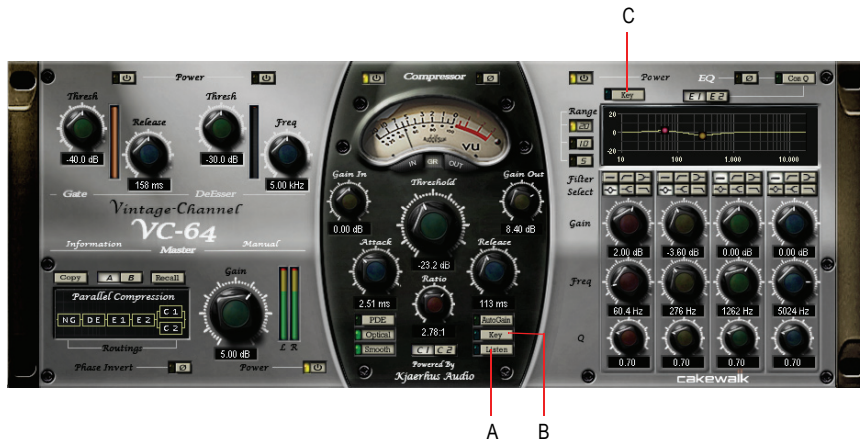 C
Power
Compressor
Power
EQ
Ø
Con Q
Ø
Key
E1 E2
Thresh
Thresh
Release
Freq
-40.0 dB
-30.0 dB
158 ms
5.00 kHz
Gate
DeEsser
Vintage-Channel
VC-64
Information
Master
Manual
Copy
A B
Recall
Gain
Parallel Compression
NG DE E1 E2 C1 C2
Routings
5.00 dB
L R
Phase Invert
Ø
Power
VU
IN GR OUT
Gain In
Threshold
Gain Out
0.00 dB
8.40 dB
Attack
-23.2 dB
Release
2.51 ms
Ratio
113 ms
2.78:1
PDE
AutoGain
Optical
Key
Smooth
C1 C2
Listen
Powered By
Kjaerhus Audio
Range
20
10
5
20
0
-20
10 100 1.000 10.000
Filter
Select
Gain
2.00 dB -3.60 dB 0.00 dB 0.00 dB
Freq
60.4 Hz 276 Hz 1262 Hz 5024 Hz
Q
0.70 0.70 0.70 0.70
cakewalk
A
B